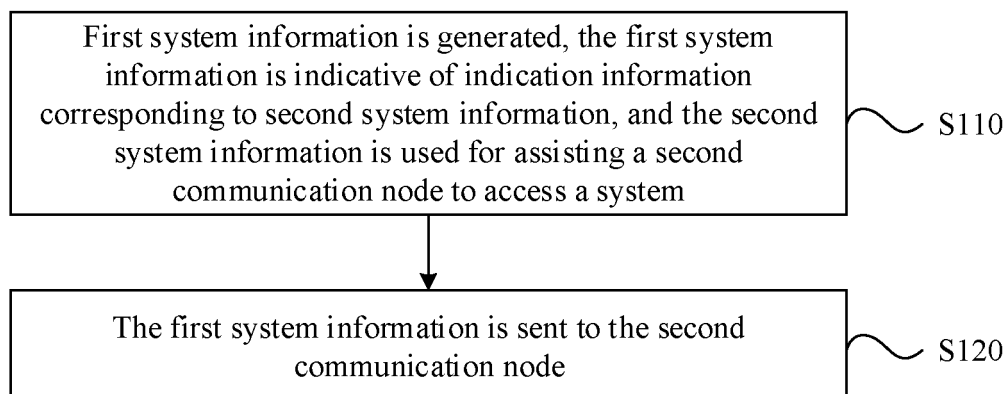 First system information is generated, the first system
information is indicative of indication information
corresponding to second system information, and the second
system information is used for assisting a second
communication node to access a system
S110
The first system information is sent to the second
communication node
S120